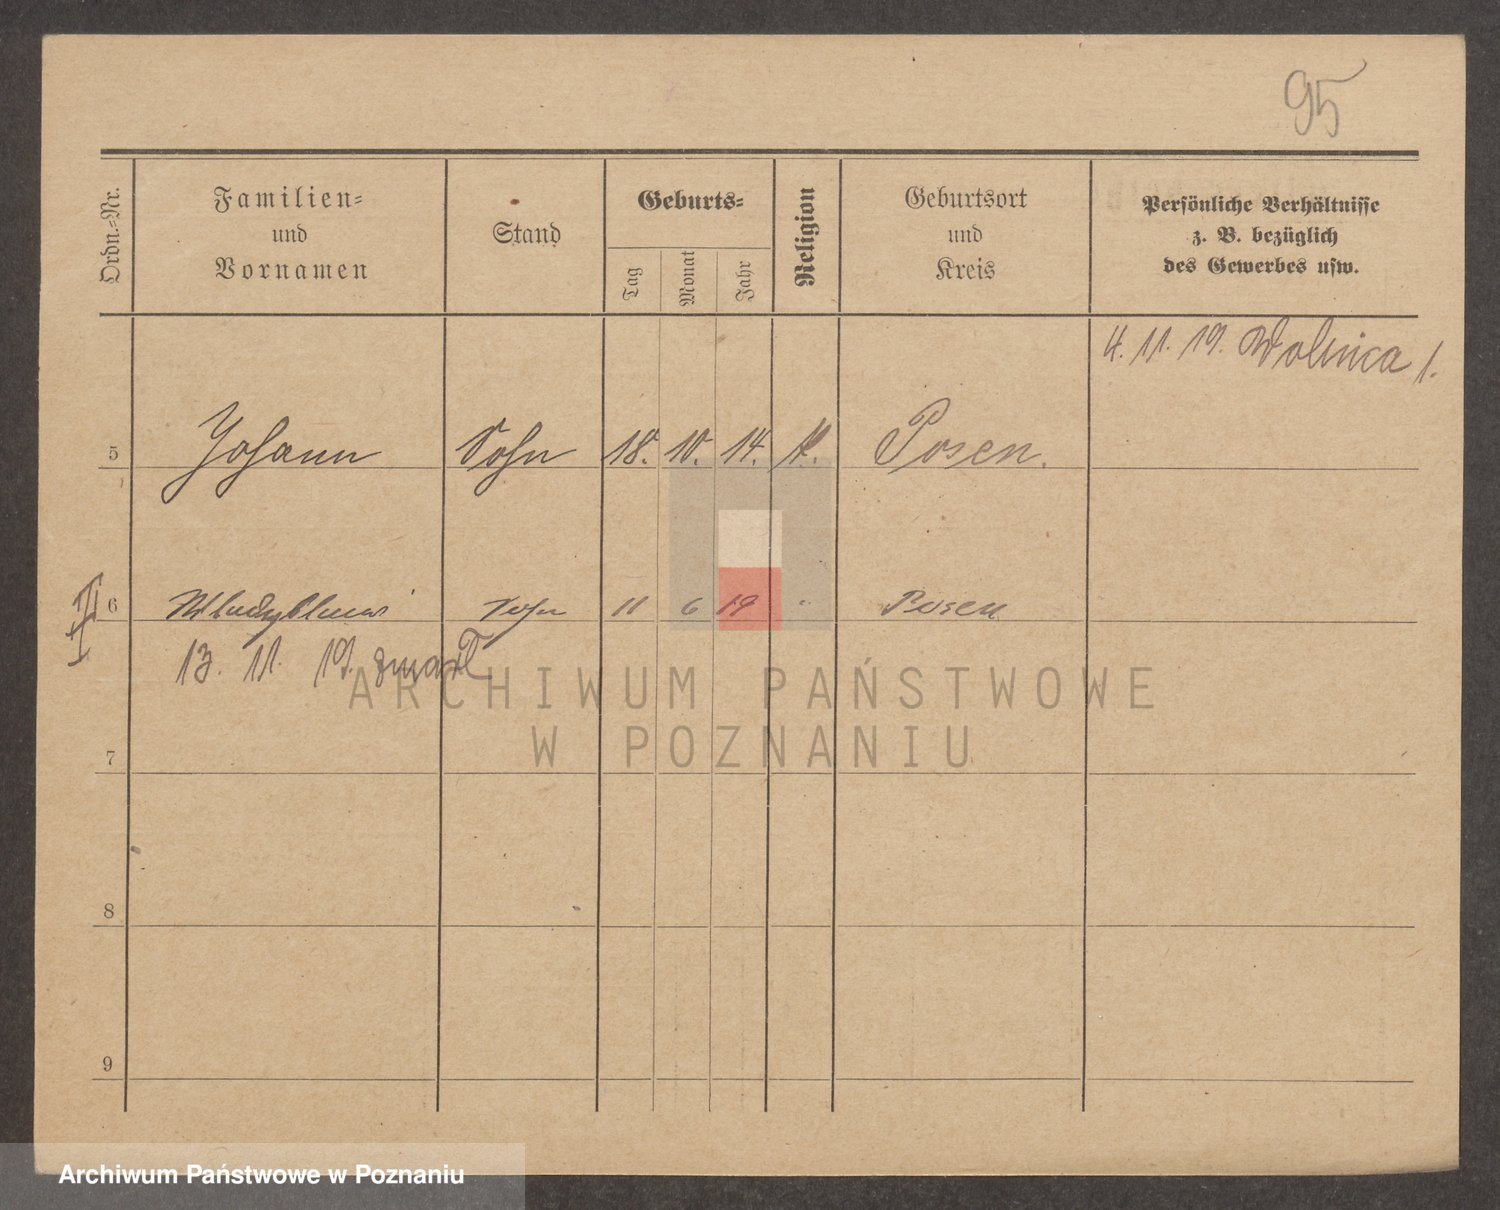 95
Ordn.-Nr.
Familien-
und
Vornamen
Stand
Geburts-
Tag
Monat
Jahr
Religion
Geburtsort
und
Kreis
Persönliche Verhältnisse
z. B. bezüglich
des Gewerbes usw.
4. 11. 19. Wolnica 1.
5 Johann Sohn 18. 10. 14. Posen.
6 Sohn 11 6 19 Posen
13. 11. 19. zmarł
ARCHIWUM PAŃSTWOWE
W POZNANIU
7
8
9
Archiwum Państwowe w Poznaniu